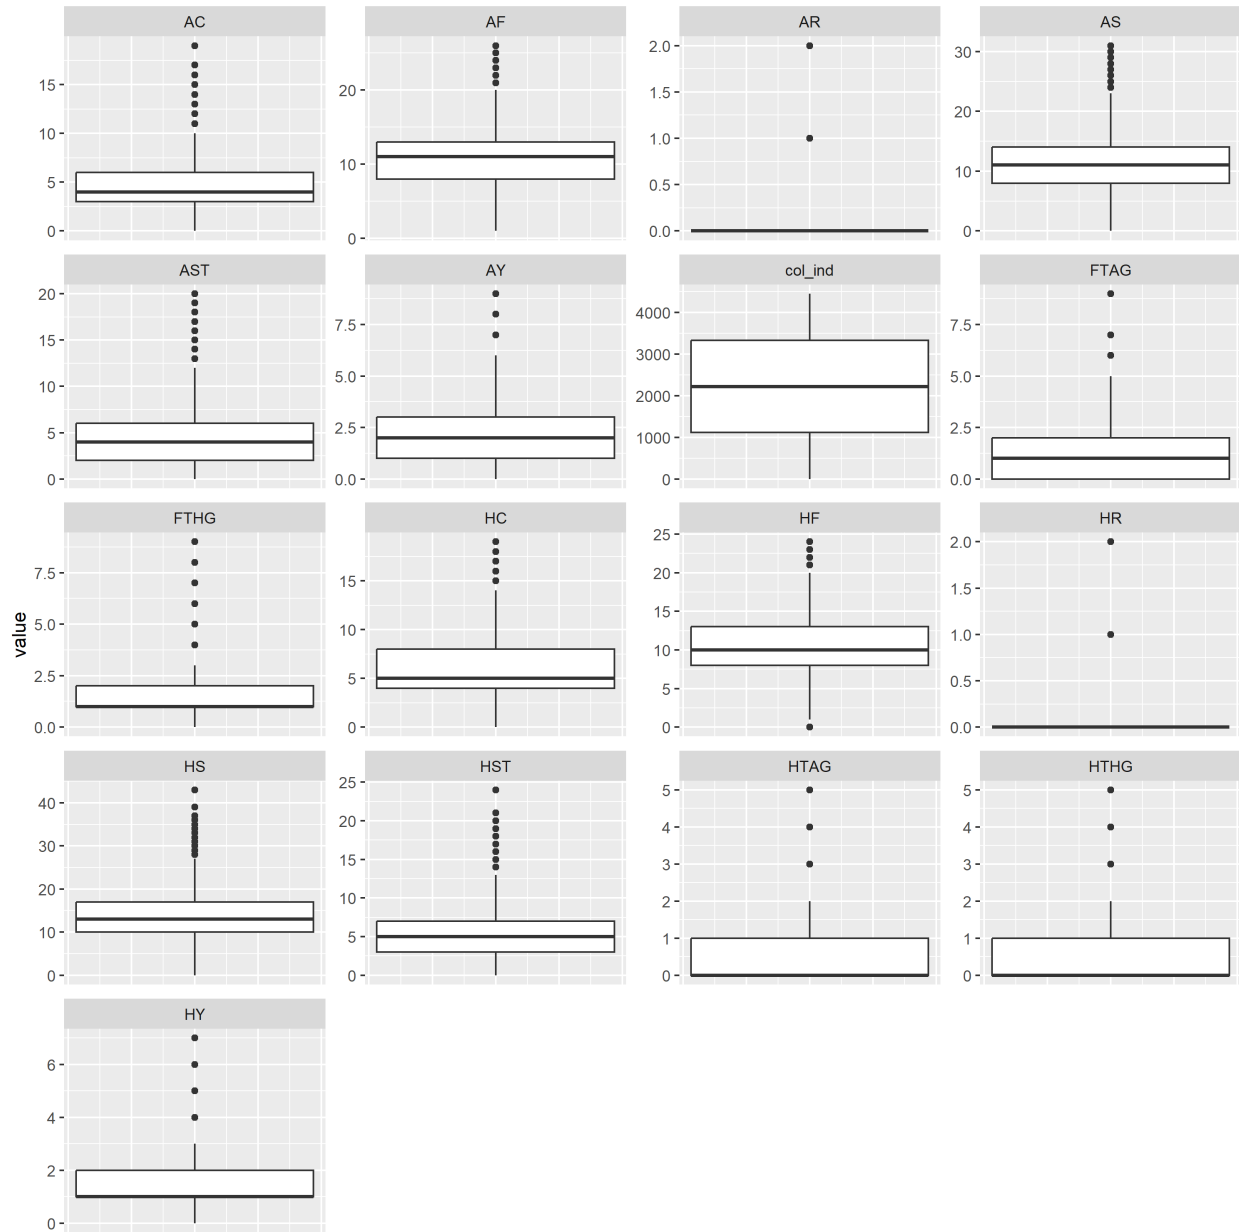 AC AF AR AS
15 10 5 0
20 10 0
2.0 1.5 1.0 0.5 0.0
30 20 10 0
AST AY col_ind FTAG
20 15 10 5 0
7.5 5.0 2.5 0.0
4000 3000 2000 1000 0
7.5 5.0 2.5 0.0
FTHG HC HF HR
value
7.5 5.0 2.5 0.0
15 10 5 0
25 20 15 10 5 0
2.0 1.5 1.0 0.5 0.0
HS HST HTAG HTHG
40 30 20 10 0
25 20 15 10 5 0
5 4 3 2 1 0
5 4 3 2 1 0
HY
6 4 2 0